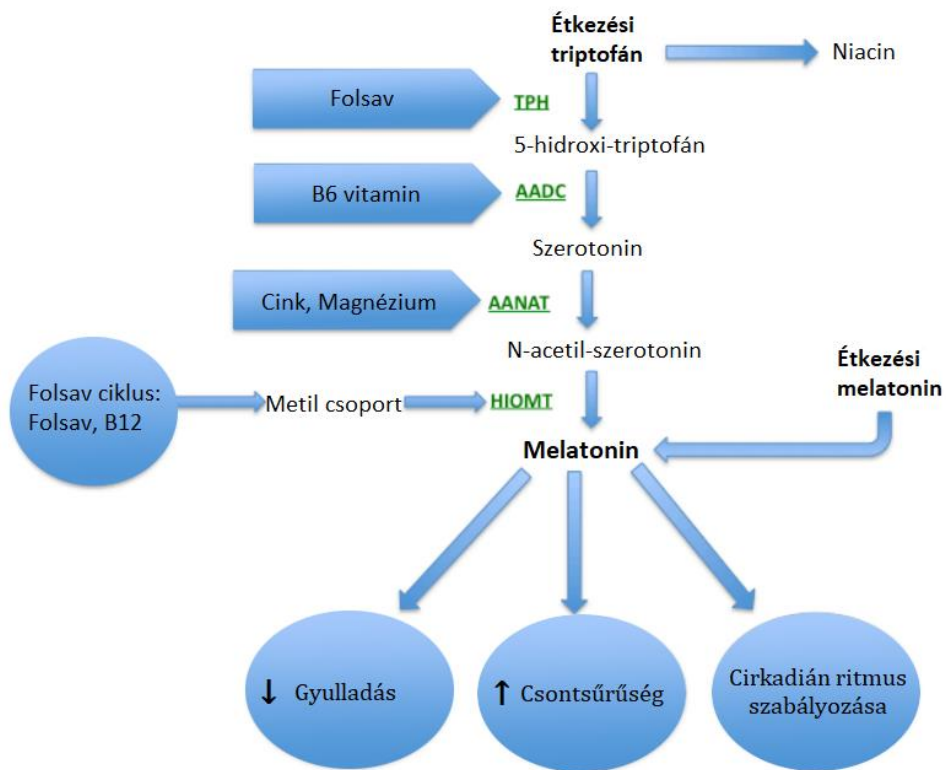 Étkezési
triptofán
Niacin
Folsav
TPH
5-hidroxi-triptofán
B6 vitamin
AADC
Szerotonin
Cink, Magnézium
AANAT
N-acetil-szerotonin
Étkezési
melatonin
Folsav ciklus:
Folsav, B12
Metil csoport
HIOMT
Melatonin
↓ Gyulladás
↑ Csontsűrűség
Cirkadián ritmus
szabályozása